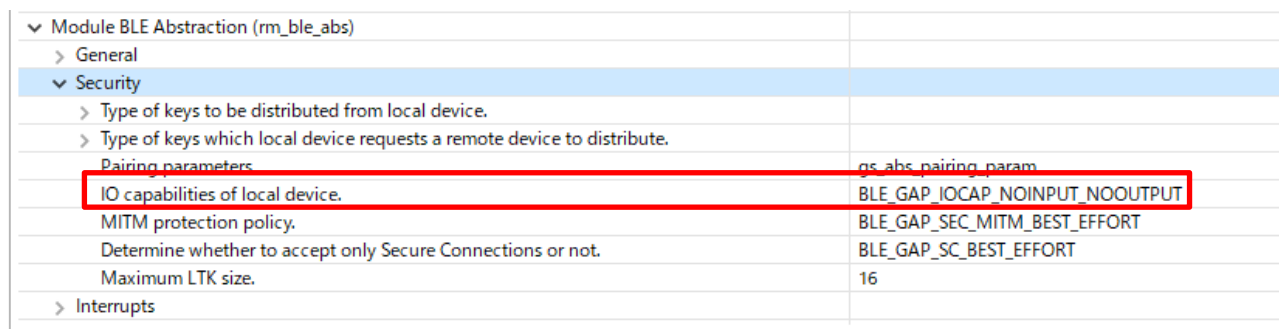 Module BLE Abstraction (rm_ble_abs)
General
Security
Type of keys to be distributed from local device.
Type of keys which local device requests a remote device to distribute.
Pairing parameters gs_abs_pairing_param
IO capabilities of local device. BLE_GAP_IOCAP_NOINPUT_NOOUTPUT
MITM protection policy. BLE_GAP_SEC_MITM_BEST_EFFORT
Determine whether to accept only Secure Connections or not. BLE_GAP_SC_BEST_EFFORT
Maximum LTK size. 16
Interrupts